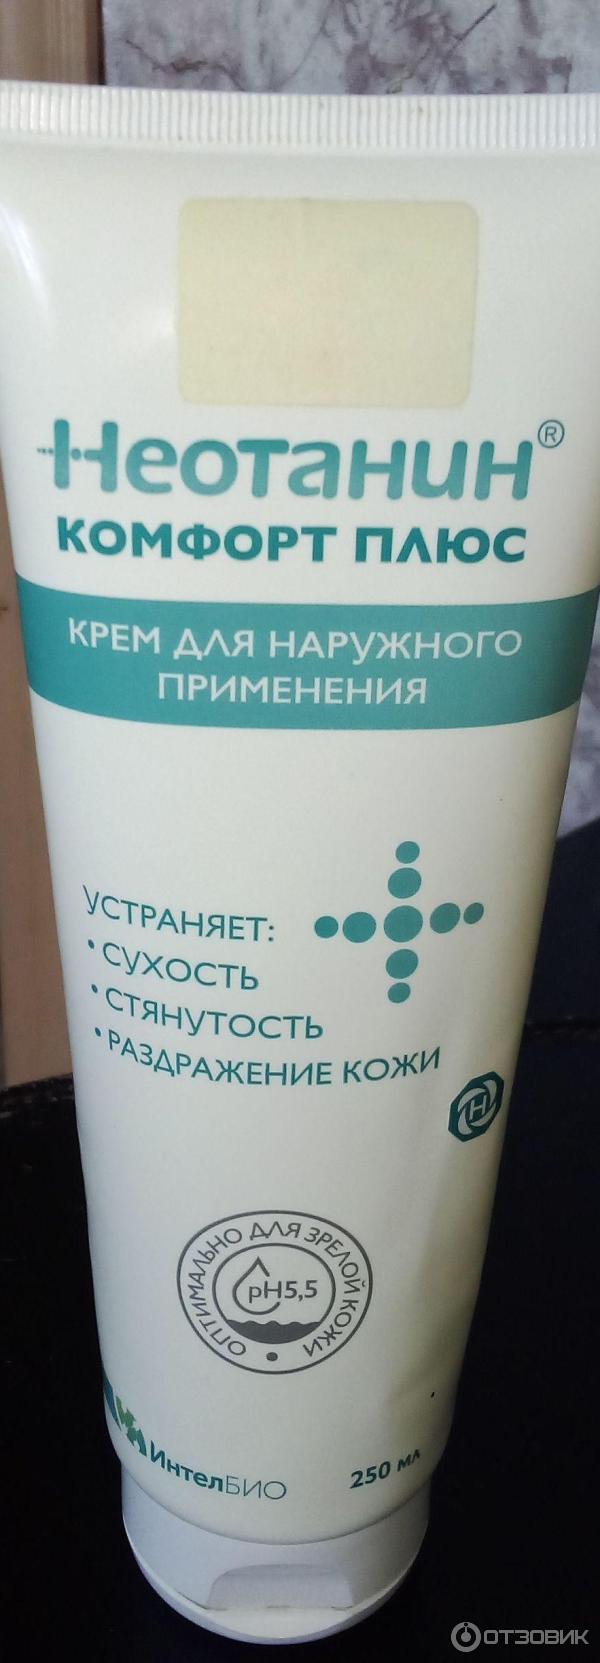 Неотанин®
КОМФОРТ ПЛЮС
КРЕМ ДЛЯ НАРУЖНОГО
ПРИМЕНЕНИЯ
УСТРАНЯЕТ:
• СУХОСТЬ
• СТЯНУТОСТЬ
• РАЗДРАЖЕНИЕ КОЖИ
Н
ОПТИМАЛЬНО ДЛЯ ЗРЕЛОЙ КОЖИ •
pH5,5
ИнтелБИО
250 мл
ОТЗОВИК